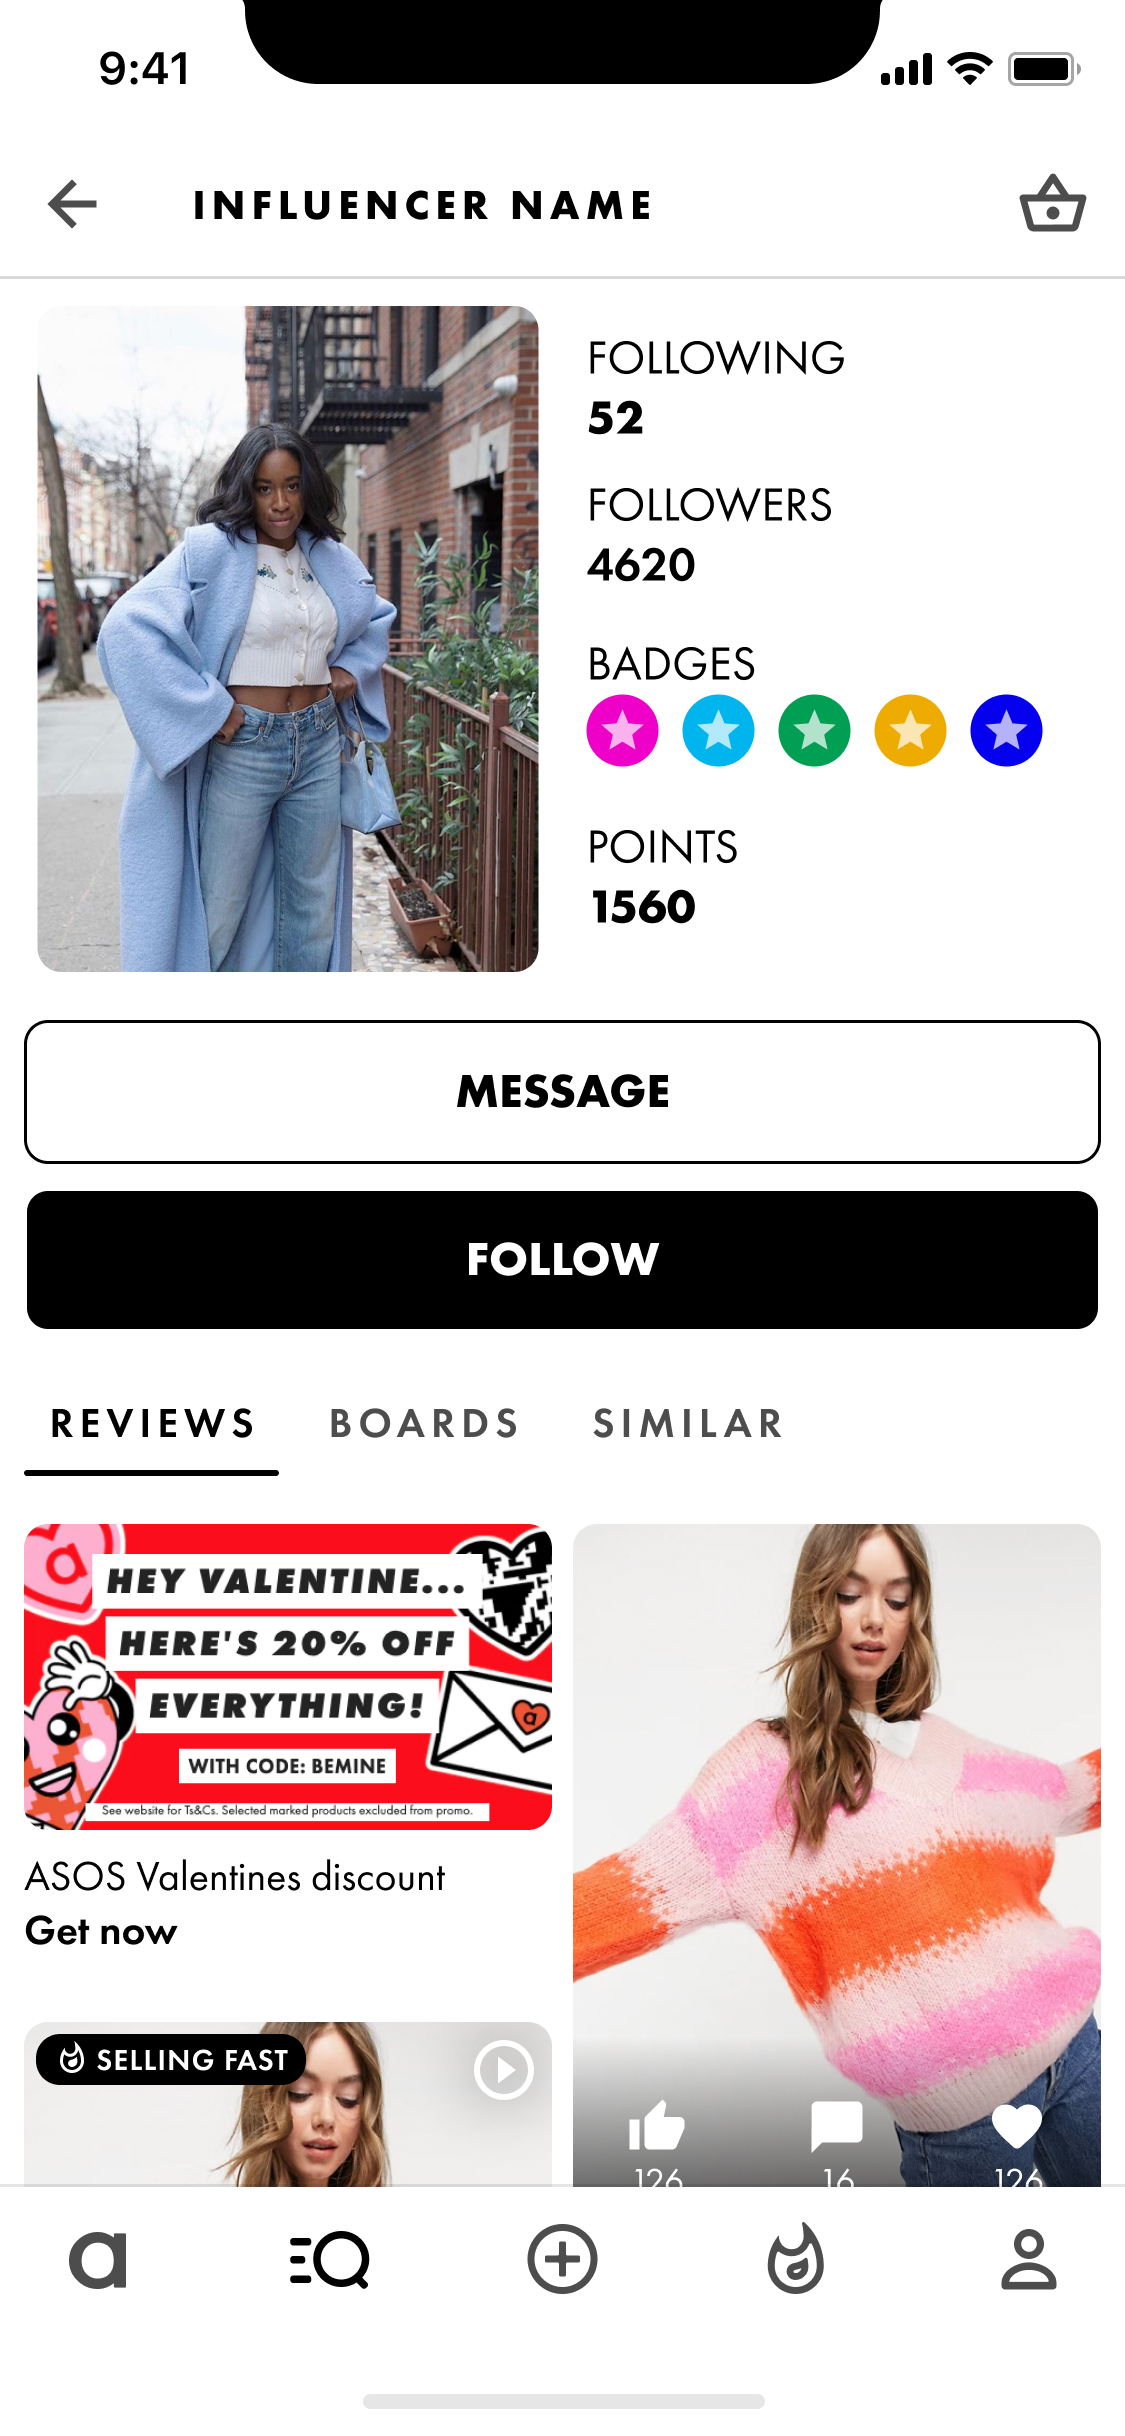 9:41
INFLUENCER NAME
FOLLOWING
52
FOLLOWERS
4620
BADGES
POINTS
1560
MESSAGE
FOLLOW
REVIEWS BOARDS SIMILAR
a
HEY VALENTINE...
HERE'S 20% OFF
EVERYTHING!
a
WITH CODE: BEMINE
See website for Ts&Cs. Selected marked products excluded from promo.
ASOS Valentines discount
Get now
SELLING FAST
126 16 126
a